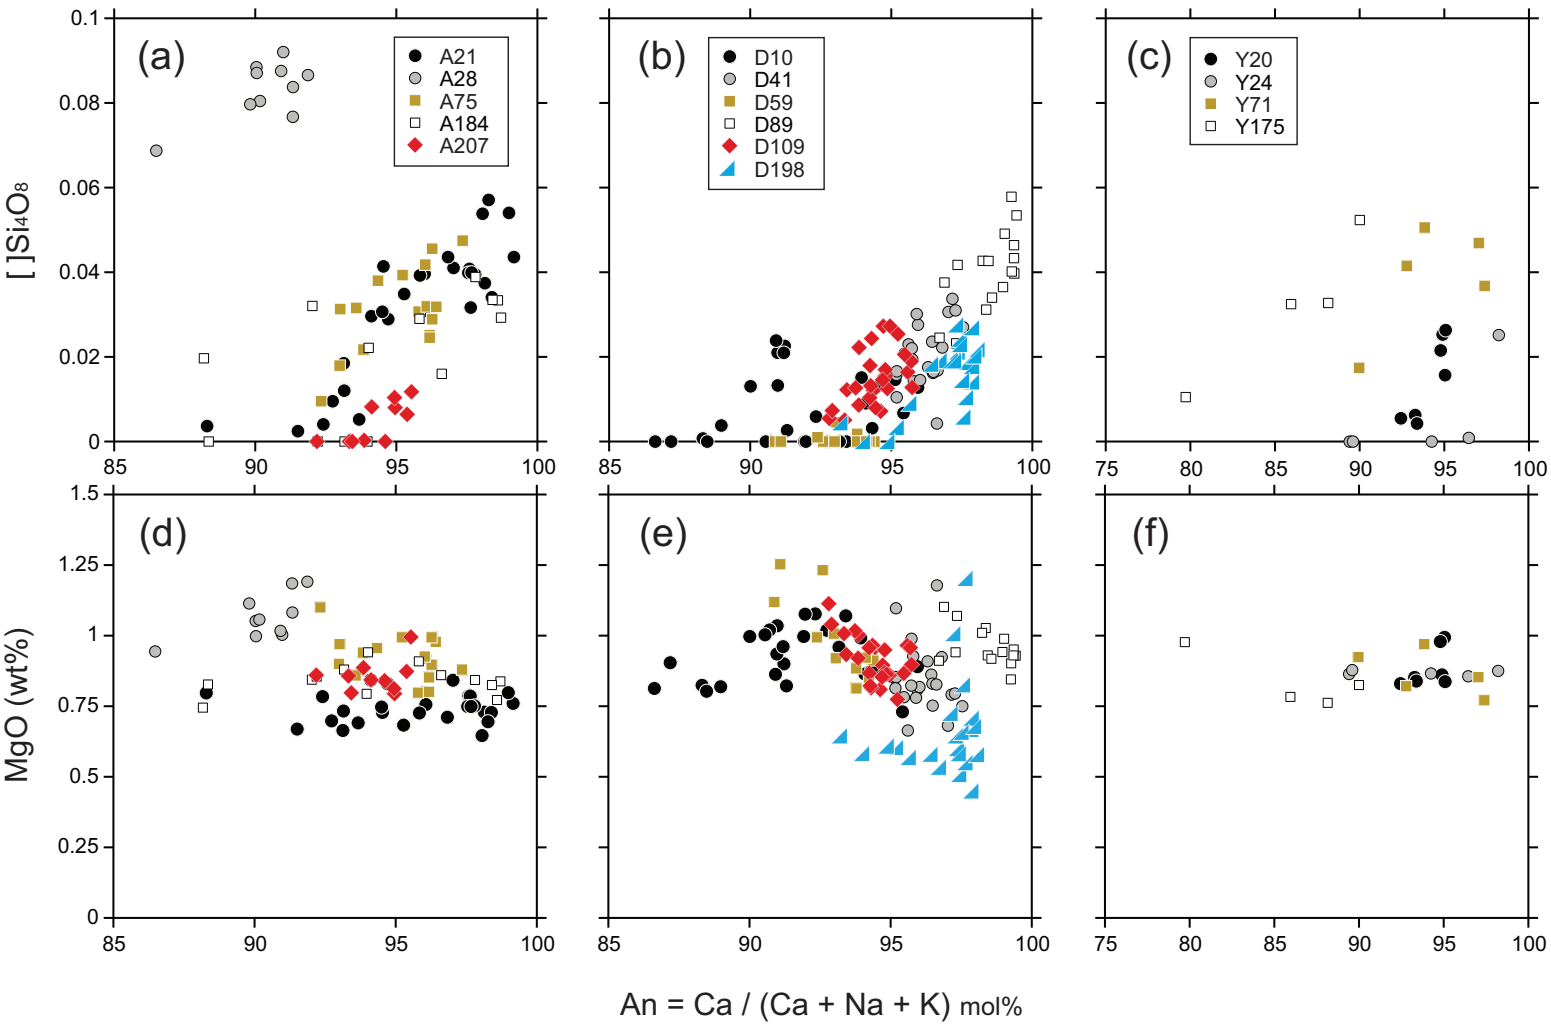 [ ]Si₄O₈
0.1
0.08
0.06
0.04
0.02
0
(a)
A21
A28
A75
A184
A207
85 90 95 100
(b)
D10
D41
D59
D89
D109
D198
85 90 95 100
(c)
Y20
Y24
Y71
Y175
75 80 85 90 95 100
MgO (wt%)
1.5
1.25
1
0.75
0.5
0.25
0
(d)
85 90 95 100
(e)
85 90 95 100
(f)
75 80 85 90 95 100
An = Ca / (Ca + Na + K) mol%